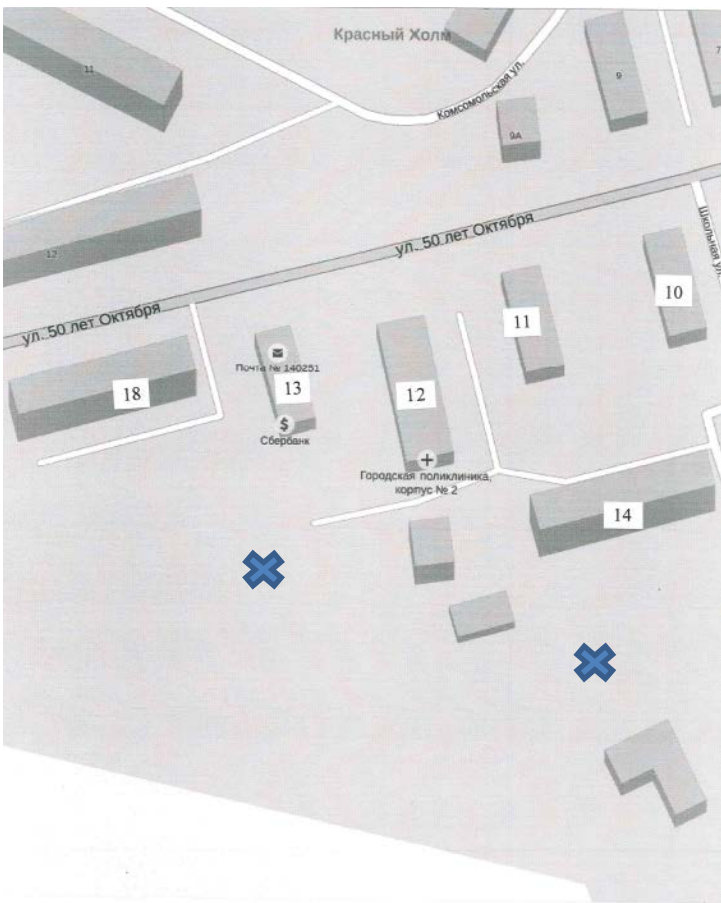 Красный Холм
11
Комсомольская ул.
9
7
9А
12
ул. 50 лет Октября
Школьная ул.
ул. 50 лет Октября
10
11
Почта № 140251
18
13
12
$
Сбербанк
Городская поликлиника,
корпус № 2
14